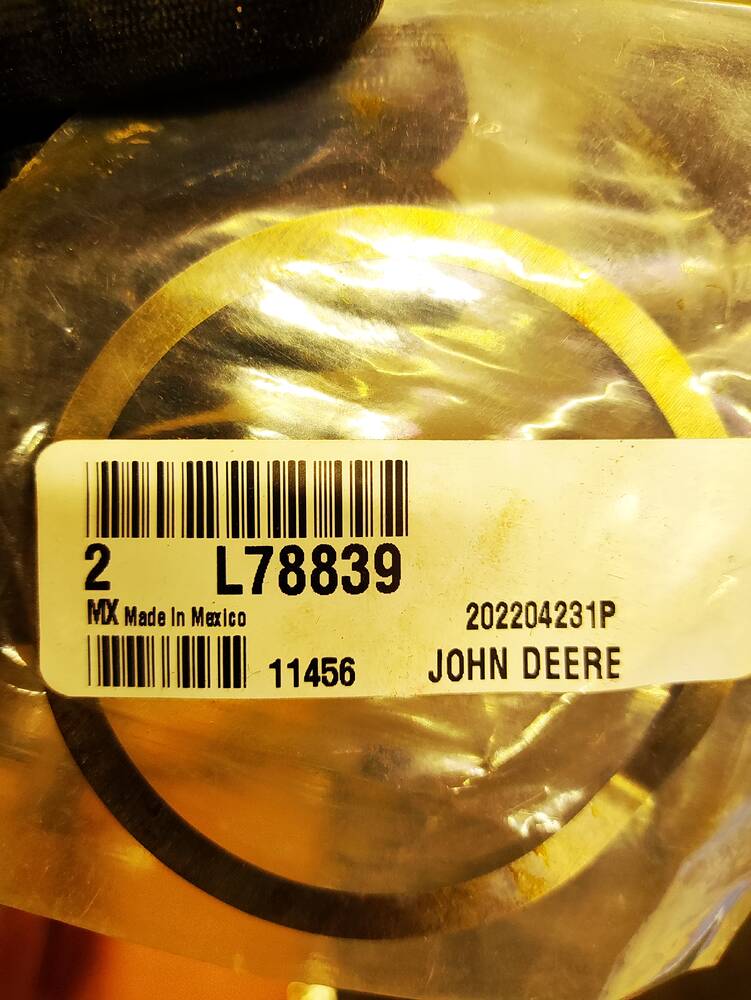 2 L78839
MX Made In Mexico
202204231P
11456
JOHN DEERE